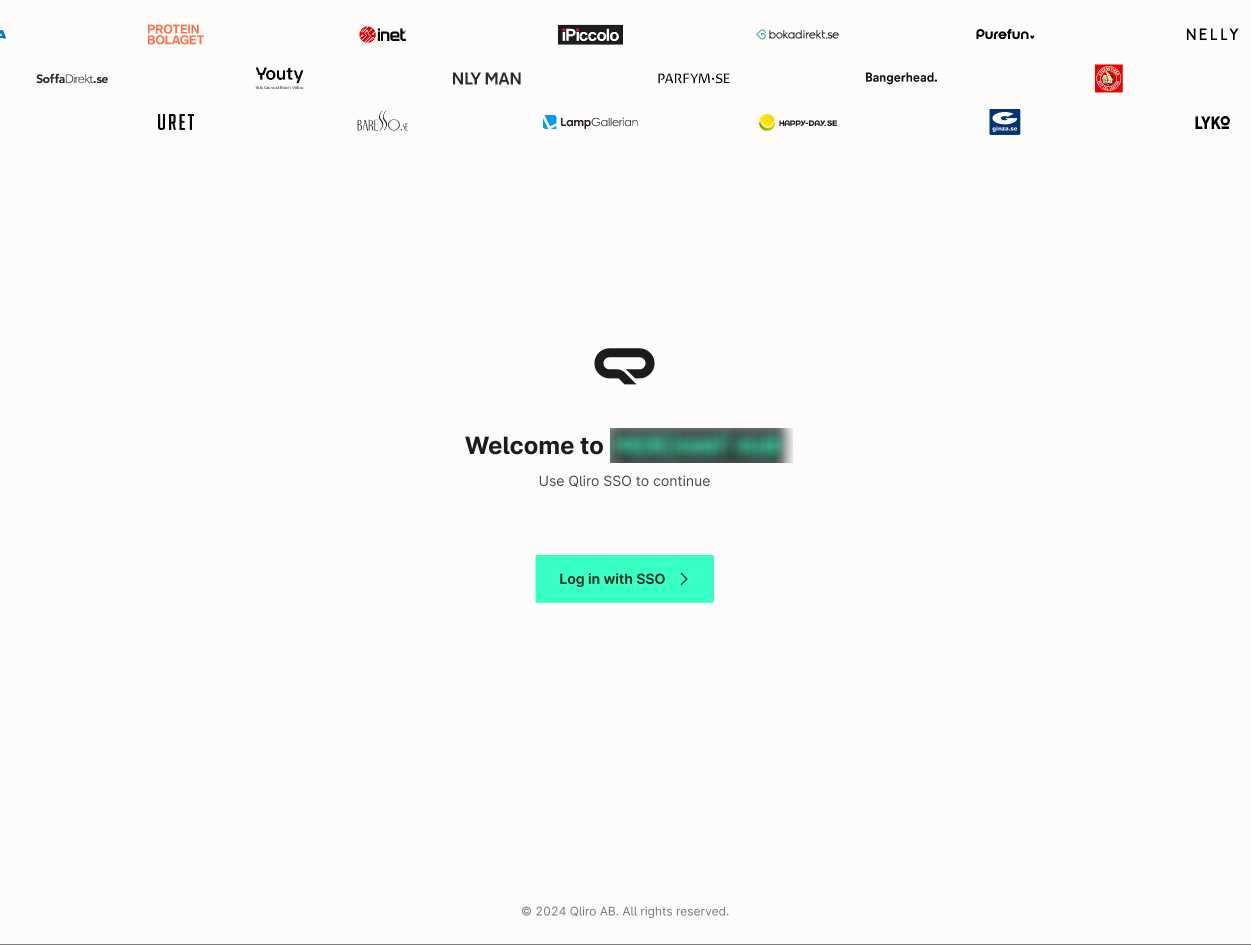 PROTEIN
BOLAGET
inet
iPiccolo
bokadirekt.se
Purefun
NELLY
SoffaDirekt.se
Youty
NLY MAN
PARFYM·SE
Bangerhead.
URET
BARESSO.SE
LampGallerian
HAPPY-DAY.SE
ginza.se
LYKO
Welcome to
Use Qliro SSO to continue
Log in with SSO
© 2024 Qliro AB. All rights reserved.